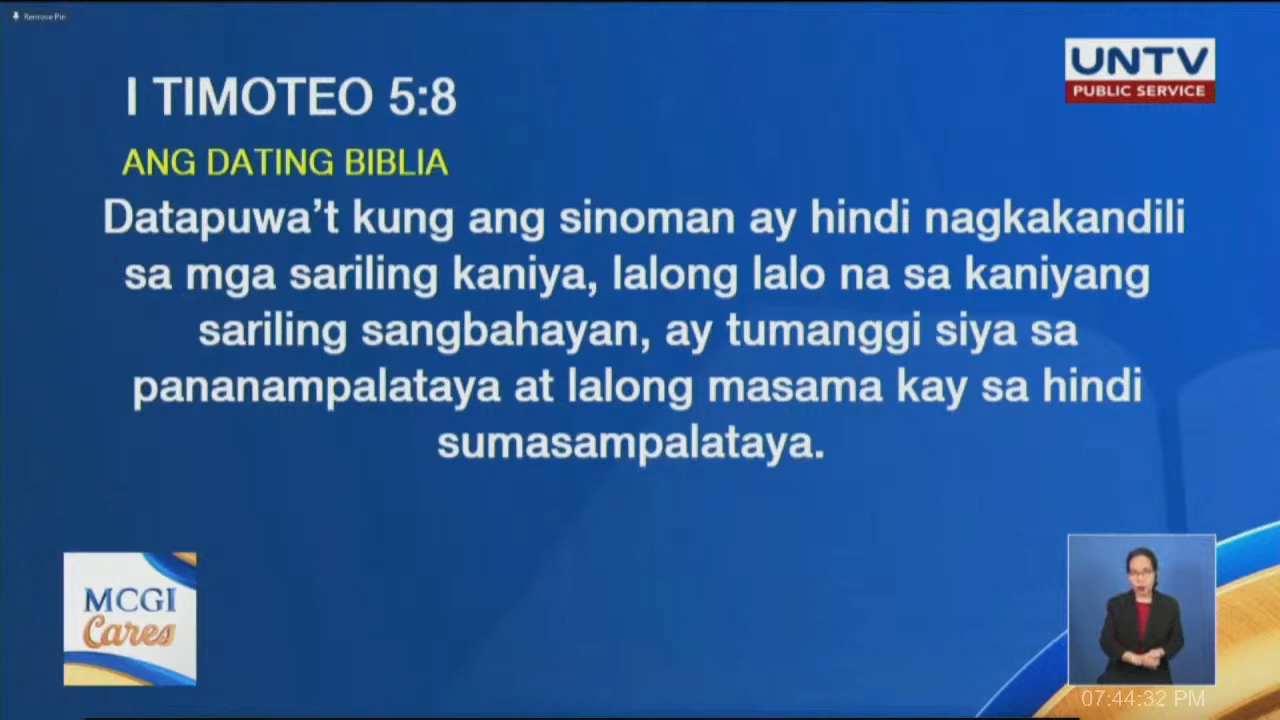 Remove Pin
UNTV
PUBLIC SERVICE
I TIMOTEO 5:8
ANG DATING BIBLIA
Datapuwa't kung ang sinoman ay hindi nagkakandili
sa mga sariling kaniya, lalong lalo na sa kaniyang
sariling sangbahayan, ay tumanggi siya sa
pananampalataya at lalong masama kay sa hindi
sumasampalataya.
MCGI
Cares
07:44:32 PM